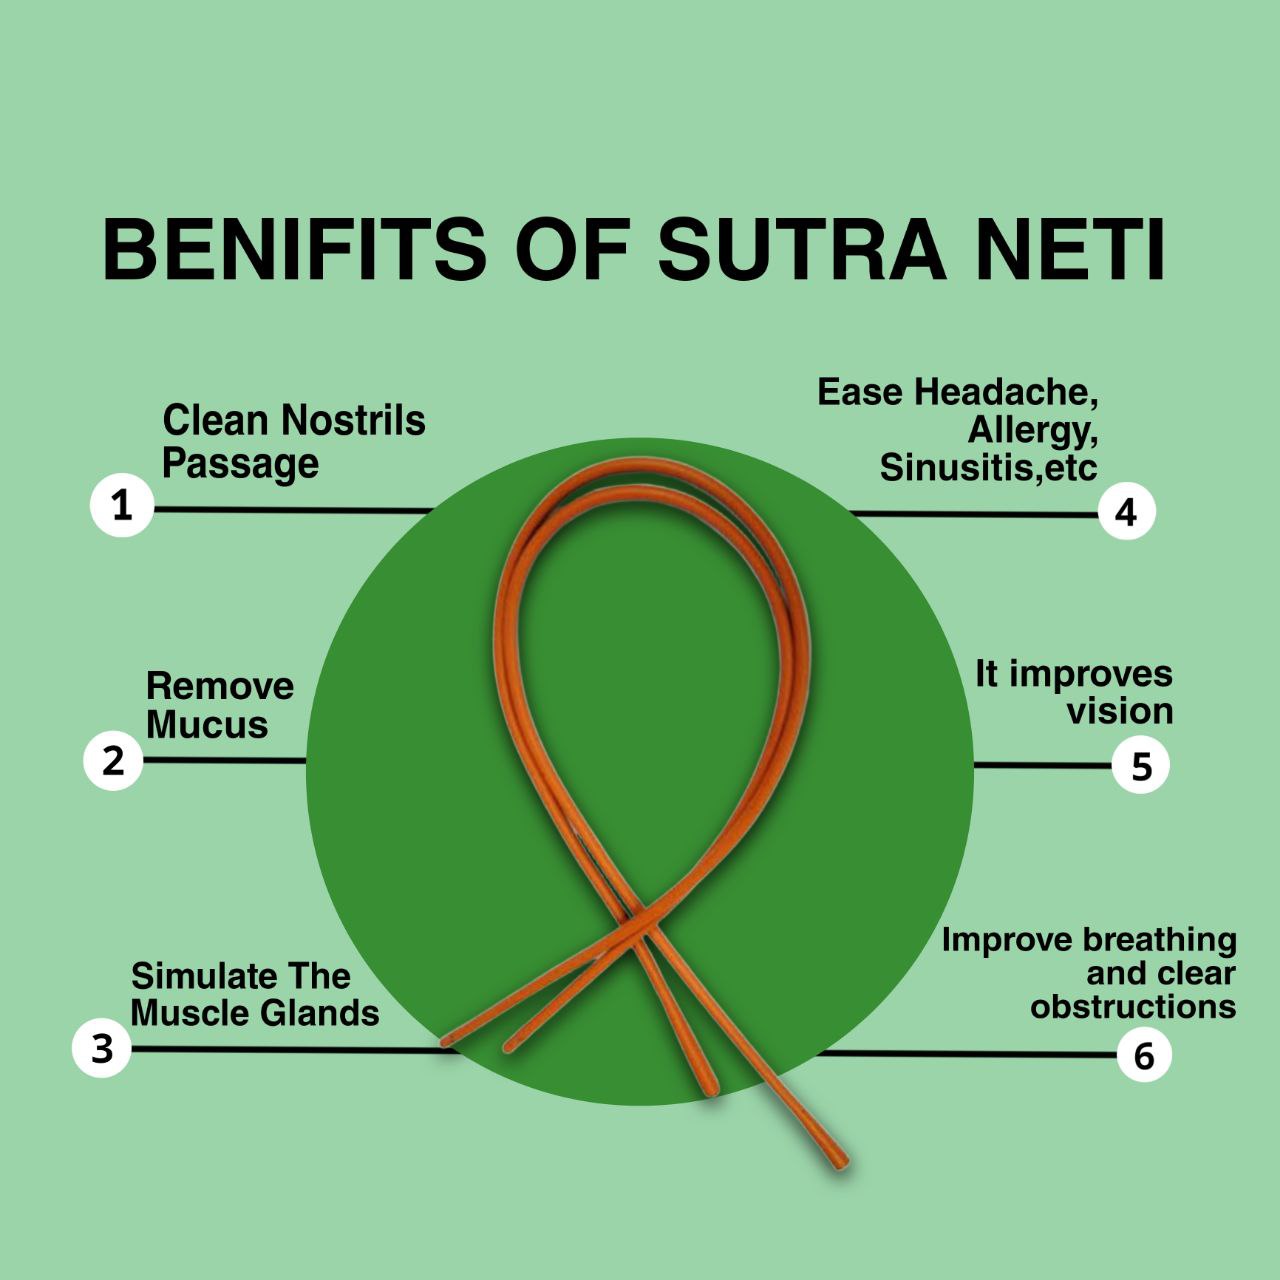 BENIFITS OF SUTRA NETI
Clean Nostrils
Passage
1
Remove
Mucus
2
Simulate The
Muscle Glands
3
Ease Headache,
Allergy,
Sinusitis,etc
4
It improves
vision
5
Improve breathing
and clear
obstructions
6